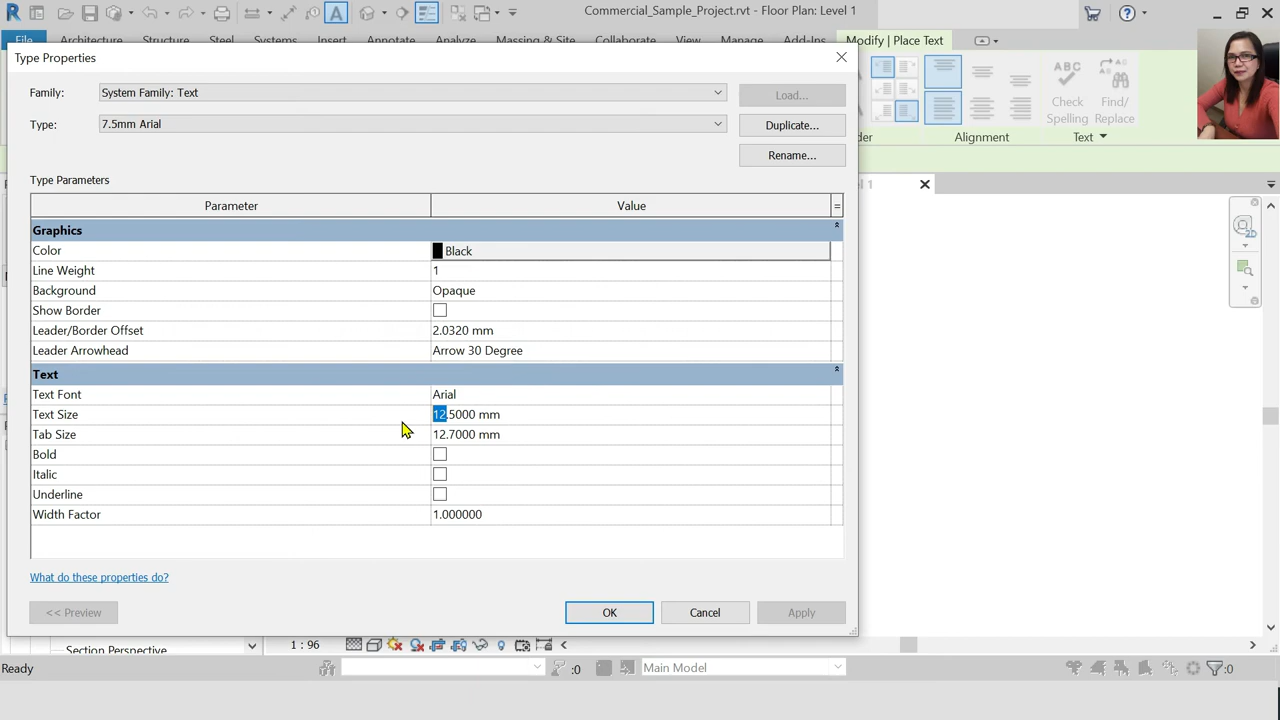 Commercial_Sample_Project.rvt - Floor Plan: Level 1
File Architecture Structure Steel Systems Insert Annotate Analyze Massing & Site Collaborate View Manage Add-Ins Modify | Place Text
Type Properties
Family: System Family: Text Load...
Type: 7.5mm Arial Duplicate...
Rename...
ABC
Check Spelling
Find/ Replace
Alignment Text
Type Parameters
Parameter Value =
Graphics
Color Black
Line Weight 1
Background Opaque
Show Border
Leader/Border Offset 2.0320 mm
Leader Arrowhead Arrow 30 Degree
Text
Text Font Arial
Text Size 12.5000 mm
Tab Size 12.7000 mm
Bold
Italic
Underline
Width Factor 1.000000
What do these properties do?
<< Preview OK Cancel Apply
Section Perspective 1 : 96
Ready :0 Main Model :0
2D